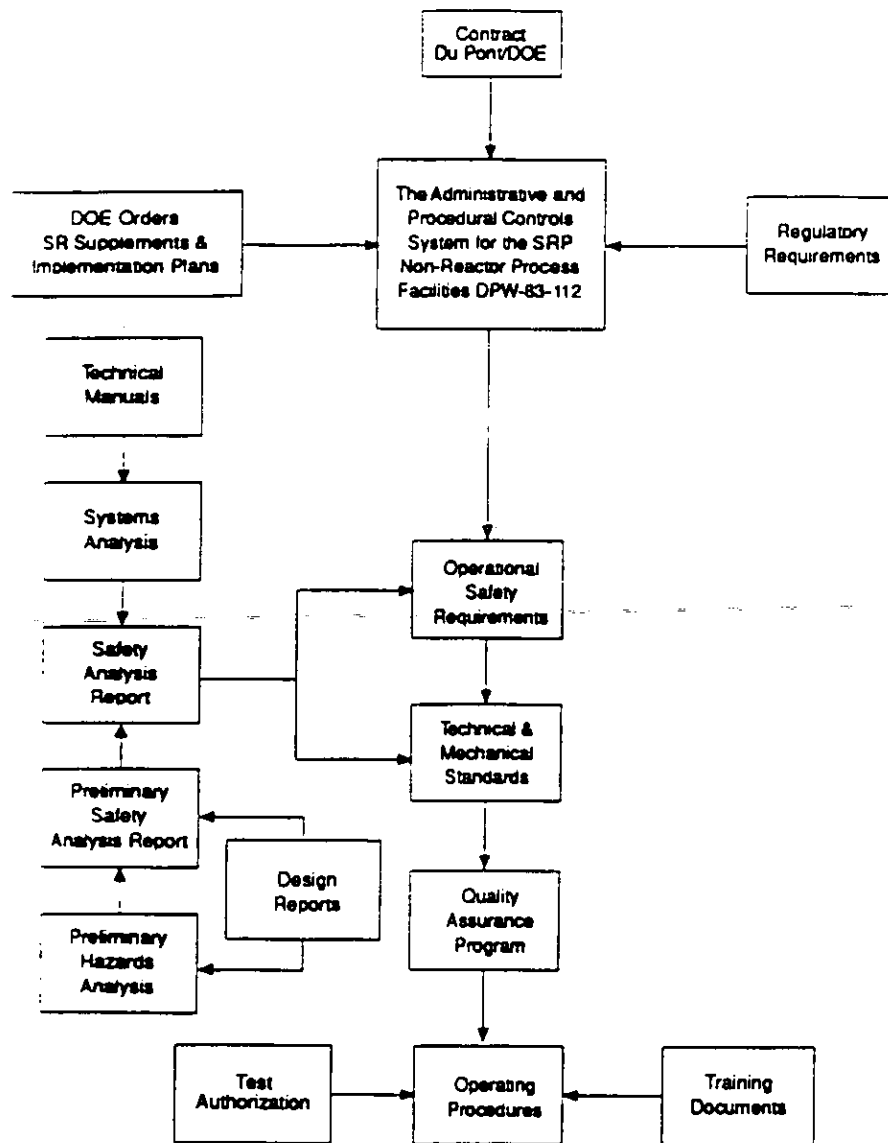 Contract
Du Pont/DOE
The Administrative and
Procedural Controls
System for the SRP
Non-Reactor Process
Facilities DPW-83-112
DOE Orders
SR Supplements &
Implementation Plans
Regulatory
Requirements
Technical
Manuals
Systems
Analysis
Operational
Safety
Requirements
Safety
Analysis
Report
Technical &
Mechanical
Standards
Preliminary
Safety
Analysis Report
Design
Reports
Quality
Assurance
Program
Preliminary
Hazards
Analysis
Test
Authorization
Operating
Procedures
Training
Documents